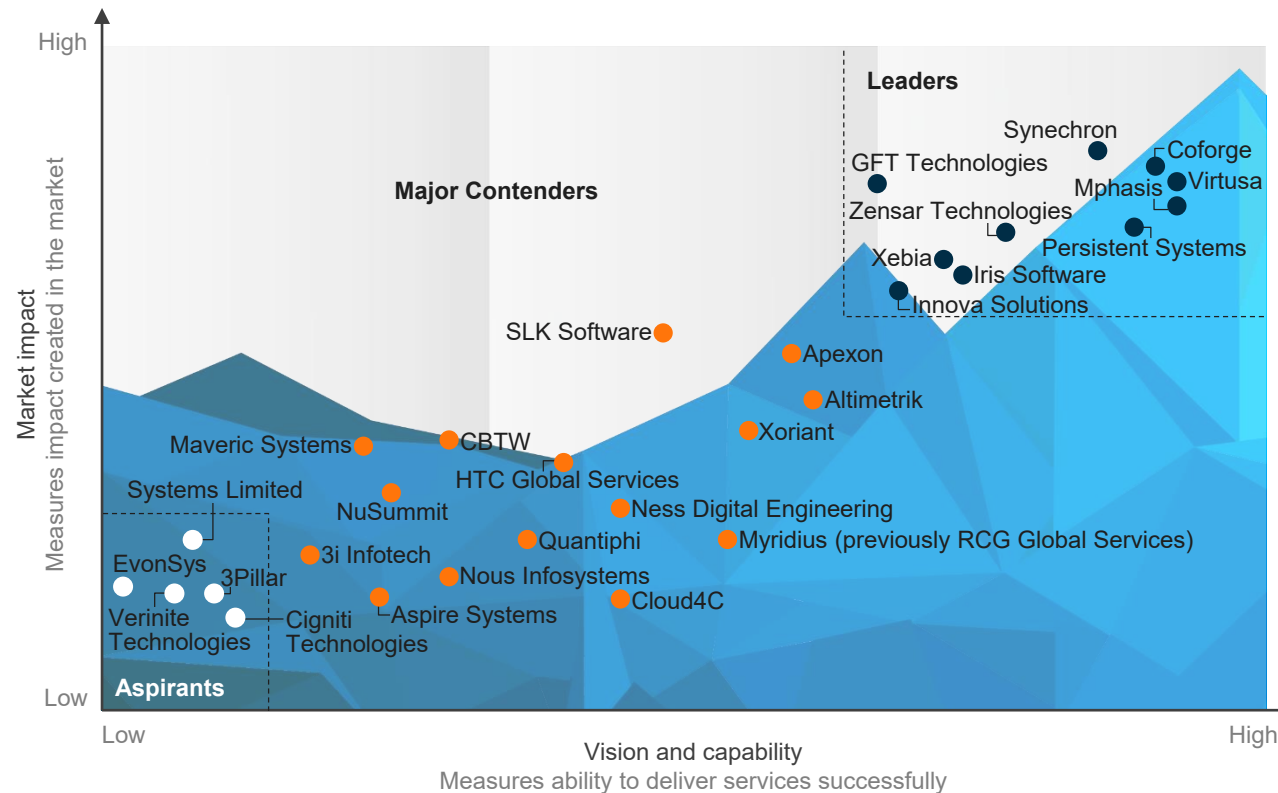 High
Leaders
Synechron
Coforge
GFT Technologies
Mphasis
Virtusa
Major Contenders
Zensar Technologies
Persistent Systems
Xebia
Iris Software
Innova Solutions
SLK Software
Apexon
Altimetrik
Xoriant
Maveric Systems
CBTW
HTC Global Services
Systems Limited
NuSummit
Ness Digital Engineering
Quantiphi
Myridius (previously RCG Global Services)
3i Infotech
EvonSys
3Pillar
Nous Infosystems
Cloud4C
Verinite
Technologies
Cigniti
Technologies
Aspire Systems
Aspirants
Market impact
Measures impact created in the market
Low
Low
High
Vision and capability
Measures ability to deliver services successfully